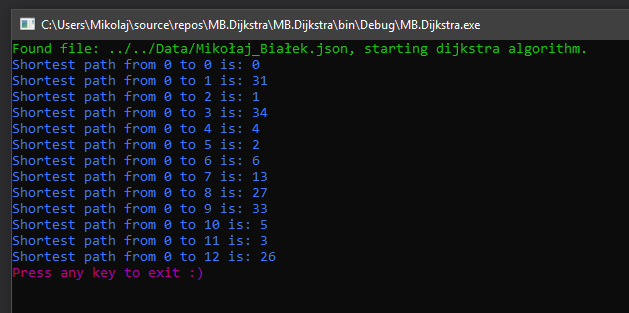 C:\Users\Mikolaj\source\repos\MB.Dijkstra\MB.Dijkstra\bin\Debug\MB.Dijkstra.exe
Found file: ../../Data/Mikołaj_Białek.json, starting dijkstra algorithm.
Shortest path from 0 to 0 is: 0
Shortest path from 0 to 1 is: 31
Shortest path from 0 to 2 is: 1
Shortest path from 0 to 3 is: 34
Shortest path from 0 to 4 is: 4
Shortest path from 0 to 5 is: 2
Shortest path from 0 to 6 is: 6
Shortest path from 0 to 7 is: 13
Shortest path from 0 to 8 is: 27
Shortest path from 0 to 9 is: 33
Shortest path from 0 to 10 is: 5
Shortest path from 0 to 11 is: 3
Shortest path from 0 to 12 is: 26
Press any key to exit :)